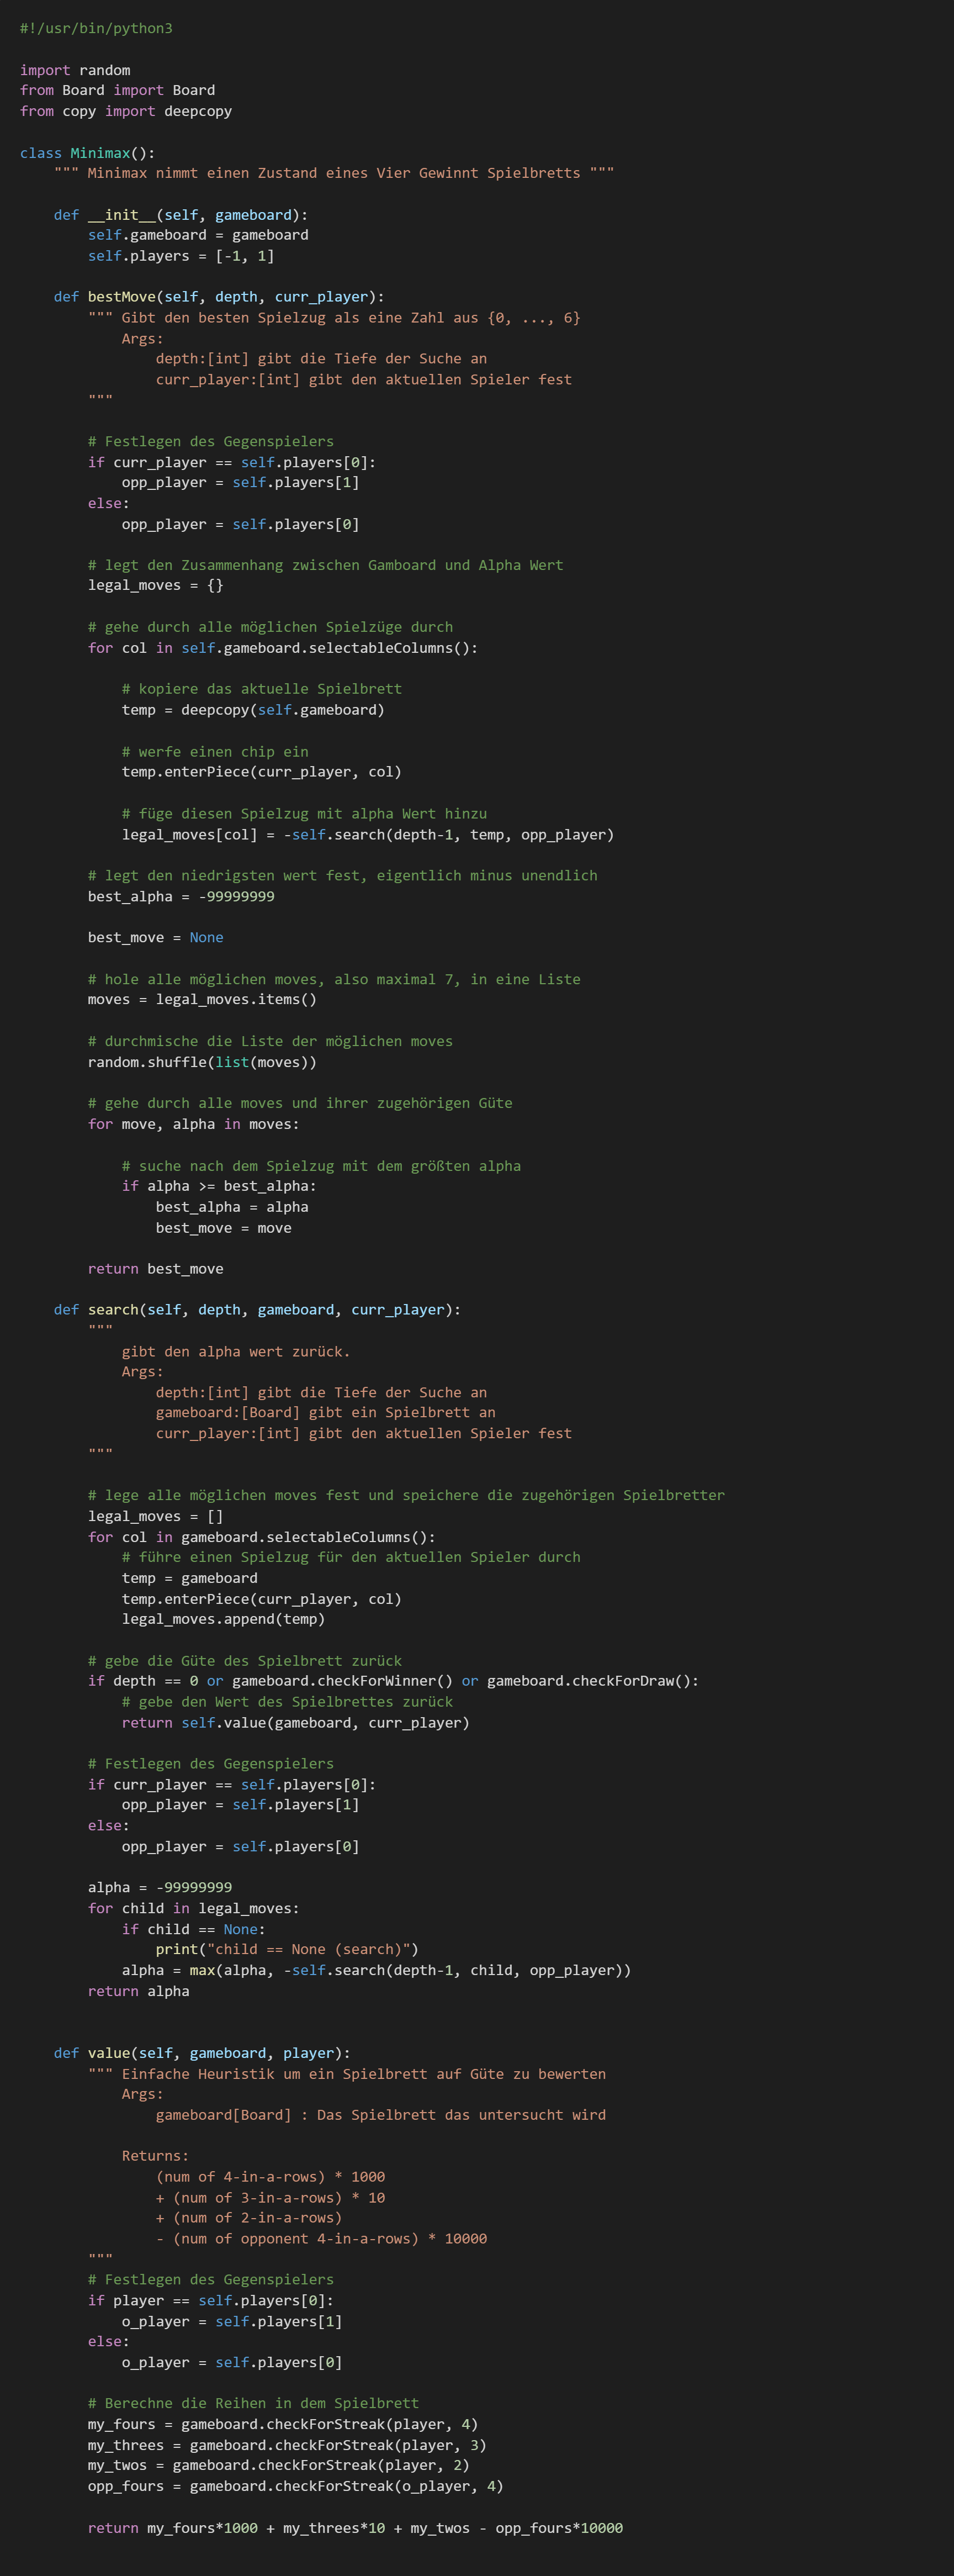 #!/usr/bin/python3

import random
from Board import Board
from copy import deepcopy

class Minimax():
    """ Minimax nimmt einen Zustand eines Vier Gewinnt Spielbretts """

    def __init__(self, gameboard):
        self.gameboard = gameboard
        self.players = [-1, 1]

    def bestMove(self, depth, curr_player):
        """ Gibt den besten Spielzug als eine Zahl aus {0, ..., 6}
            Args:
                depth:[int] gibt die Tiefe der Suche an
                curr_player:[int] gibt den aktuellen Spieler fest
        """

        # Festlegen des Gegenspielers
        if curr_player == self.players[0]:
            opp_player = self.players[1]
        else:
            opp_player = self.players[0]

        # legt den Zusammenhang zwischen Gamboard und Alpha Wert
        legal_moves = {}

        # gehe durch alle möglichen Spielzüge durch
        for col in self.gameboard.selectableColumns():

            # kopiere das aktuelle Spielbrett
            temp = deepcopy(self.gameboard)

            # werfe einen chip ein
            temp.enterPiece(curr_player, col)

            # füge diesen Spielzug mit alpha Wert hinzu
            legal_moves[col] = -self.search(depth-1, temp, opp_player)

        # legt den niedrigsten wert fest, eigentlich minus unendlich
        best_alpha = -99999999

        best_move = None

        # hole alle möglichen moves, also maximal 7, in eine Liste
        moves = legal_moves.items()

        # durchmische die Liste der möglichen moves
        random.shuffle(list(moves))

        # gehe durch alle moves und ihrer zugehörigen Güte
        for move, alpha in moves:

            # suche nach dem Spielzug mit dem größten alpha
            if alpha >= best_alpha:
                best_alpha = alpha
                best_move = move

        return best_move

    def search(self, depth, gameboard, curr_player):
        """
            gibt den alpha wert zurück.
            Args:
                depth:[int] gibt die Tiefe der Suche an
                gameboard:[Board] gibt ein Spielbrett an
                curr_player:[int] gibt den aktuellen Spieler fest
        """

        # lege alle möglichen moves fest und speichere die zugehörigen Spielbretter
        legal_moves = []
        for col in gameboard.selectableColumns():
            # führe einen Spielzug für den aktuellen Spieler durch
            temp = gameboard
            temp.enterPiece(curr_player, col)
            legal_moves.append(temp)

        # gebe die Güte des Spielbrett zurück
        if depth == 0 or gameboard.checkForWinner() or gameboard.checkForDraw():
            # gebe den Wert des Spielbrettes zurück
            return self.value(gameboard, curr_player)

        # Festlegen des Gegenspielers
        if curr_player == self.players[0]:
            opp_player = self.players[1]
        else:
            opp_player = self.players[0]

        alpha = -99999999
        for child in legal_moves:
            if child == None:
                print("child == None (search)")
            alpha = max(alpha, -self.search(depth-1, child, opp_player))
        return alpha


    def value(self, gameboard, player):
        """ Einfache Heuristik um ein Spielbrett auf Güte zu bewerten
            Args:
                gameboard[Board] : Das Spielbrett das untersucht wird

            Returns:
                (num of 4-in-a-rows) * 1000
                + (num of 3-in-a-rows) * 10
                + (num of 2-in-a-rows)
                - (num of opponent 4-in-a-rows) * 10000
        """
        # Festlegen des Gegenspielers
        if player == self.players[0]:
            o_player = self.players[1]
        else:
            o_player = self.players[0]

        # Berechne die Reihen in dem Spielbrett
        my_fours = gameboard.checkForStreak(player, 4)
        my_threes = gameboard.checkForStreak(player, 3)
        my_twos = gameboard.checkForStreak(player, 2)
        opp_fours = gameboard.checkForStreak(o_player, 4)

        return my_fours*1000 + my_threes*10 + my_twos - opp_fours*10000